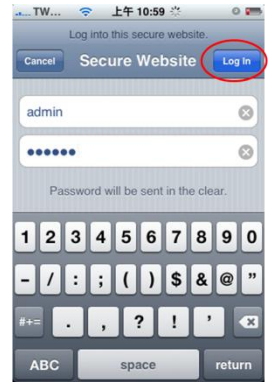 TW... 上午 10:59
Log into this secure website.
Cancel Secure Website Log In
admin
••••••
Password will be sent in the clear.
1 2 3 4 5 6 7 8 9 0
- / : ; ( ) $ & @ "
#+= . , ? ! '
ABC space return